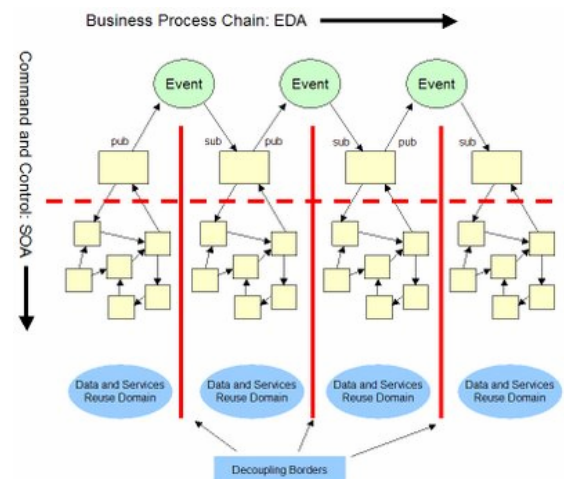 Business Process Chain: EDA
Command and Control: SOA
Event
Event
Event
pub
sub
pub
sub
pub
sub
Data and Services
Reuse Domain
Data and Services
Reuse Domain
Data and Services
Reuse Domain
Data and Services
Reuse Domain
Decoupling Borders